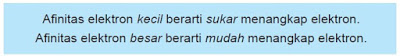 Afinitas elektron kecil berarti sukar menangkap elektron.
Afinitas elektron besar berarti mudah menangkap elektron.